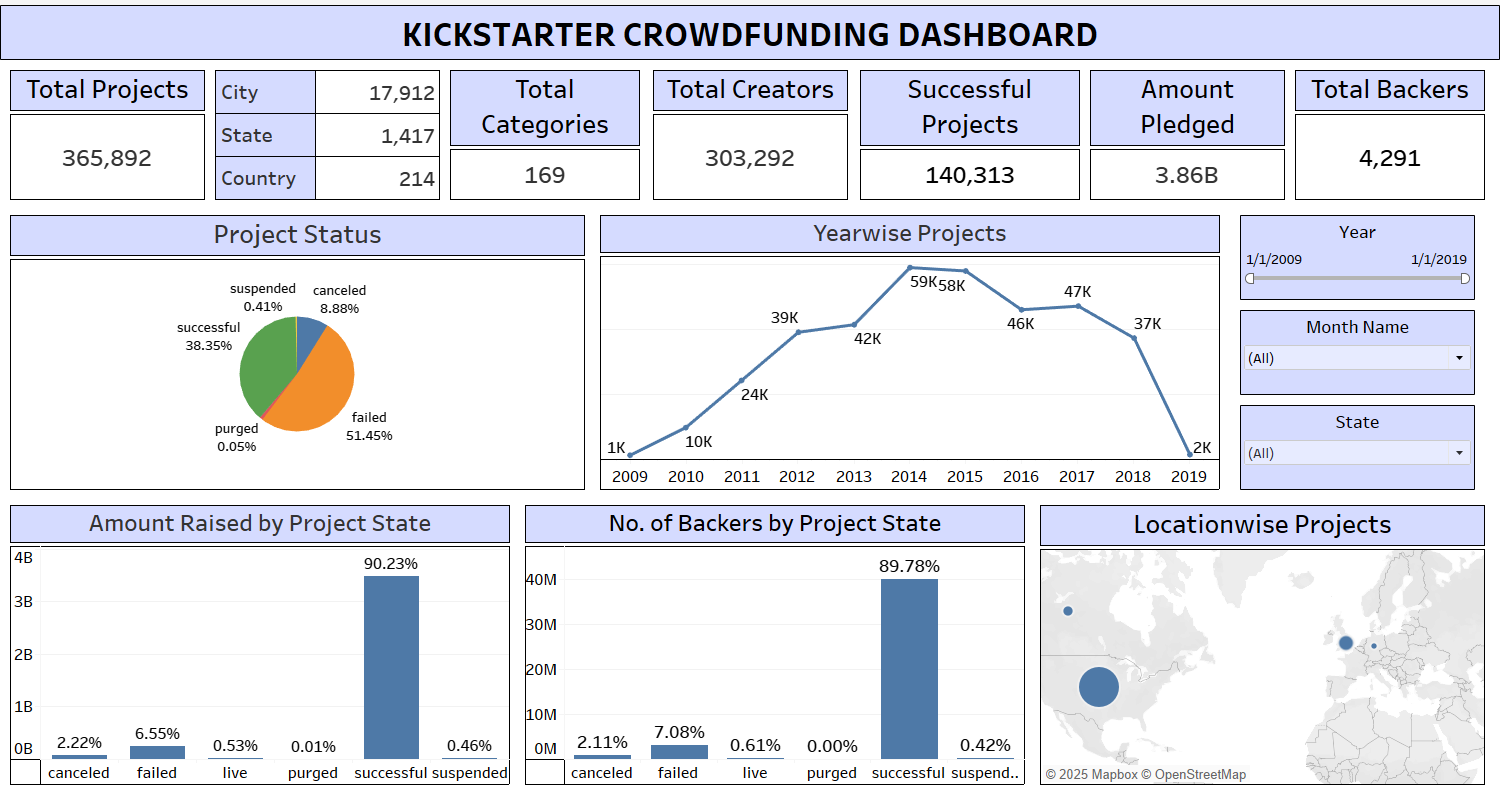 KICKSTARTER CROWDFUNDING DASHBOARD
Total Projects
365,892
City 17,912
State 1,417
Country 214
Total
Categories
169
Total Creators
303,292
Successful
Projects
140,313
Amount
Pledged
3.86B
Total Backers
4,291
Project Status
suspended
0.41%
canceled
8.88%
successful
38.35%
purged
0.05%
failed
51.45%
Yearwise Projects
1K
10K
24K
39K
42K
59K
58K
46K
47K
37K
2K
2009 2010 2011 2012 2013 2014 2015 2016 2017 2018 2019
Year
1/1/2009 1/1/2019
Month Name
(All)
State
(All)
Amount Raised by Project State
4B
3B
2B
1B
0B
2.22% 6.55% 0.53% 0.01% 90.23% 0.46%
canceled failed live purged successful suspended
No. of Backers by Project State
40M
30M
20M
10M
0M
2.11% 7.08% 0.61% 0.00% 89.78% 0.42%
canceled failed live purged successful suspend..
Locationwise Projects
© 2025 Mapbox © OpenStreetMap